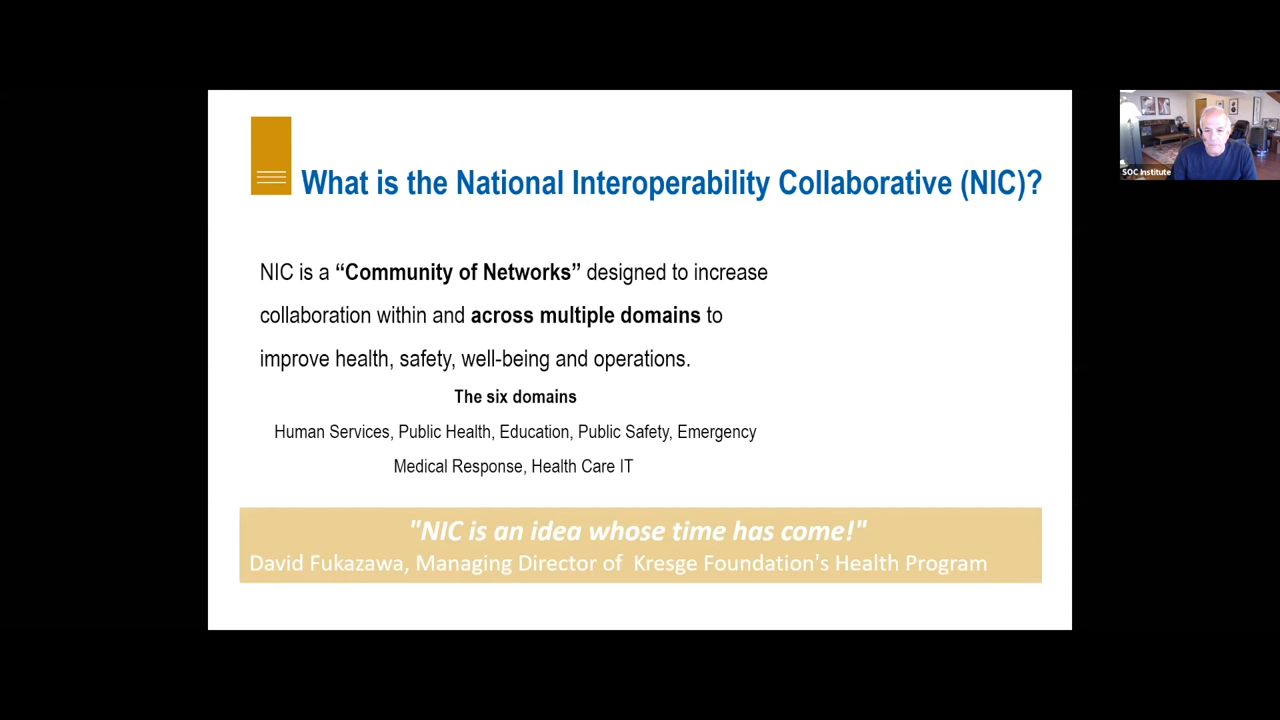 What is the National Interoperability Collaborative (NIC)?
NIC is a “Community of Networks” designed to increase
collaboration within and across multiple domains to
improve health, safety, well-being and operations.
The six domains
Human Services, Public Health, Education, Public Safety, Emergency
Medical Response, Health Care IT
"NIC is an idea whose time has come!"
David Fukazawa, Managing Director of Kresge Foundation's Health Program
SOC Institute